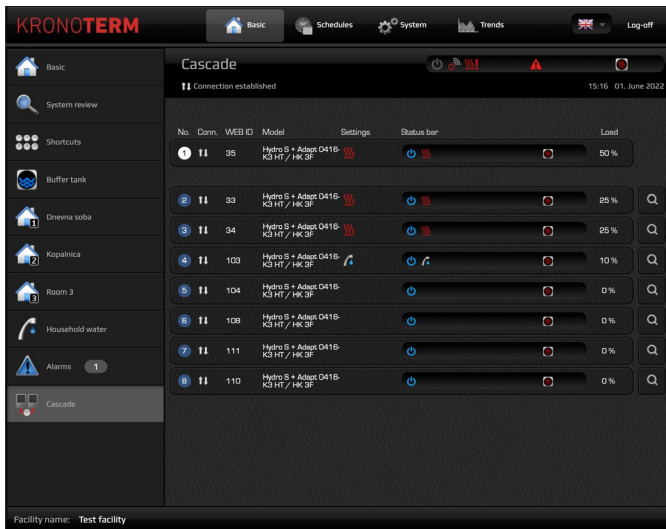 KRONOTERM
Basic
Schedules
System
Trends
Log-off
Basic
System review
Shortcuts
Buffer tank
1 Dnevna soba
2 Kopalnica
3 Room 3
Household water
Alarms 1
Cascade
Cascade
Connection established
15:16 01. June 2022
No. Conn. WEB ID Model Settings Status bar Load
1 35 Hydro S + Adapt 0416-K3 HT / HK 3F 50 %
2 33 Hydro S + Adapt 0416-K3 HT / HK 3F 25 %
3 34 Hydro S + Adapt 0416-K3 HT / HK 3F 25 %
4 103 Hydro S + Adapt 0416-K3 HT / HK 3F 10 %
5 104 Hydro S + Adapt 0416-K3 HT / HK 3F 0 %
6 108 Hydro S + Adapt 0416-K3 HT / HK 3F 0 %
7 111 Hydro S + Adapt 0416-K3 HT / HK 3F 0 %
8 110 Hydro S + Adapt 0416-K3 HT / HK 3F 0 %
Facility name: Test facility